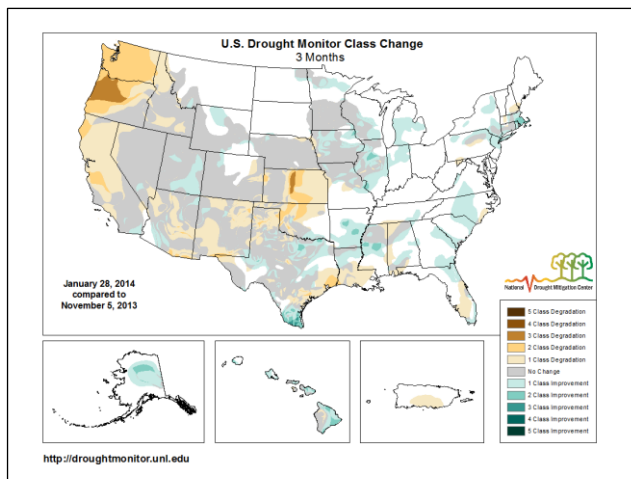 U.S. Drought Monitor Class Change
3 Months
January 28, 2014
compared to
November 5, 2013
National Drought Mitigation Center
5 Class Degradation
4 Class Degradation
3 Class Degradation
2 Class Degradation
1 Class Degradation
No Change
1 Class Improvement
2 Class Improvement
3 Class Improvement
4 Class Improvement
5 Class Improvement
http://droughtmonitor.unl.edu